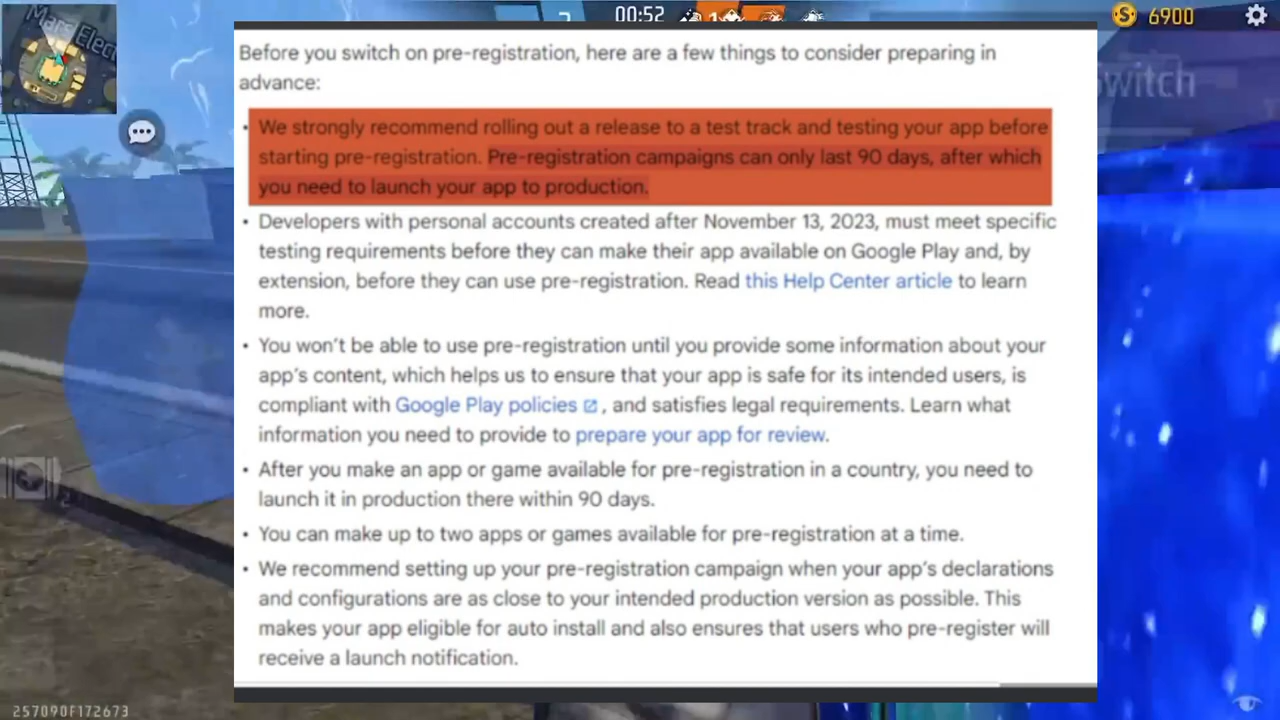 00:52
6900
Mars Elec
Switch
Before you switch on pre-registration, here are a few things to consider preparing in
advance:
• We strongly recommend rolling out a release to a test track and testing your app before
starting pre-registration. Pre-registration campaigns can only last 90 days, after which
you need to launch your app to production.
• Developers with personal accounts created after November 13, 2023, must meet specific
testing requirements before they can make their app available on Google Play and, by
extension, before they can use pre-registration. Read this Help Center article to learn
more.
• You won't be able to use pre-registration until you provide some information about your
app's content, which helps us to ensure that your app is safe for its intended users, is
compliant with Google Play policies , and satisfies legal requirements. Learn what
information you need to provide to prepare your app for review.
• After you make an app or game available for pre-registration in a country, you need to
launch it in production there within 90 days.
• You can make up to two apps or games available for pre-registration at a time.
• We recommend setting up your pre-registration campaign when your app's declarations
and configurations are as close to your intended production version as possible. This
makes your app eligible for auto install and also ensures that users who pre-register will
receive a launch notification.
257090F172673